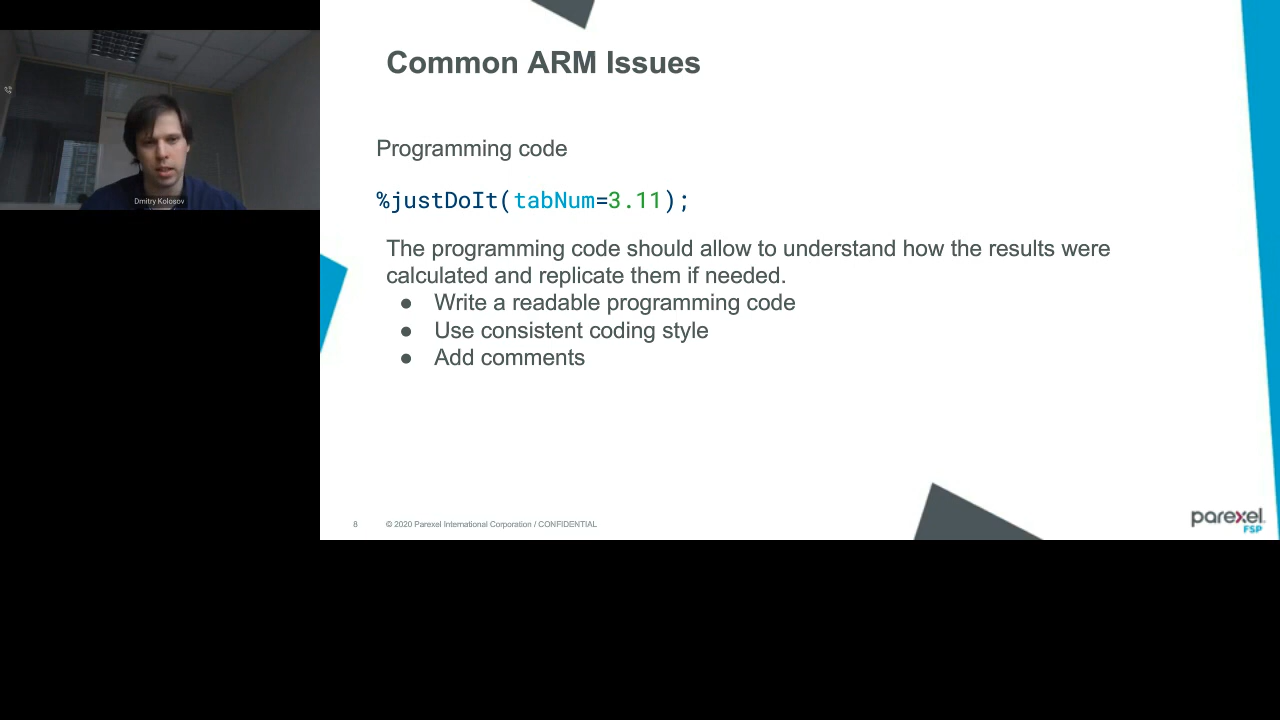 Common ARM Issues
Programming code
%justDoIt(tabNum=3.11);
The programming code should allow to understand how the results were
calculated and replicate them if needed.
● Write a readable programming code
● Use consistent coding style
● Add comments
Dmitry Kolosov
8 © 2020 Parexel International Corporation / CONFIDENTIAL
parexel.
FSP